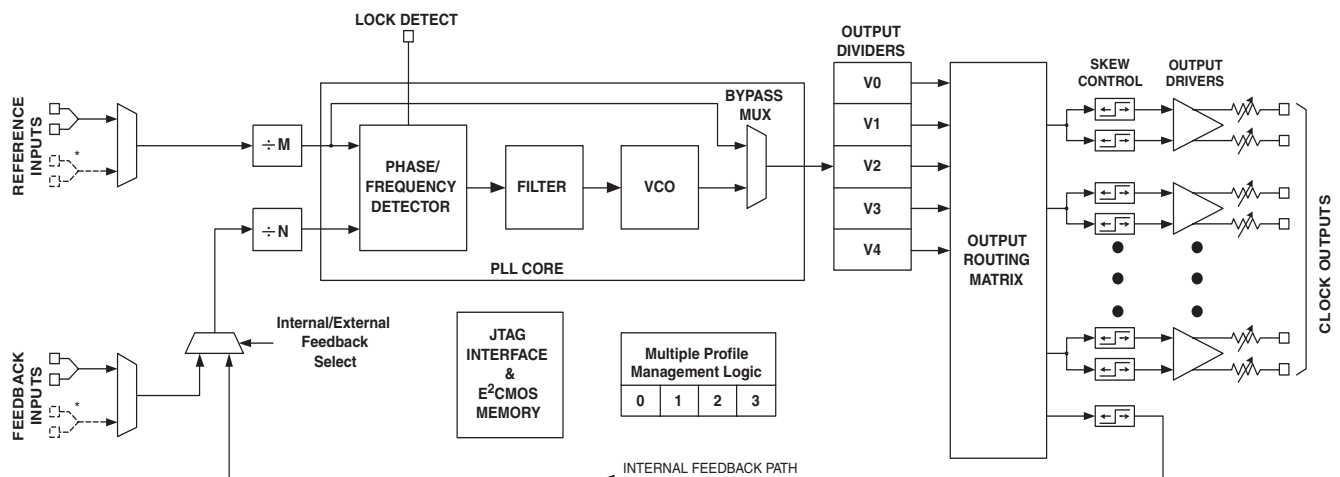 LOCK DETECT
OUTPUT
DIVIDERS
SKEW
CONTROL
OUTPUT
DRIVERS
REFERENCE
INPUTS
*
÷M
÷N
PHASE/
FREQUENCY
DETECTOR
FILTER
VCO
BYPASS
MUX
PLL CORE
V0
V1
V2
V3
V4
OUTPUT
ROUTING
MATRIX
CLOCK OUTPUTS
Internal/External
Feedback
Select
FEEDBACK
INPUTS
*
JTAG
INTERFACE
&
E²CMOS
MEMORY
Multiple Profile
Management Logic
0 1 2 3
INTERNAL FEEDBACK PATH